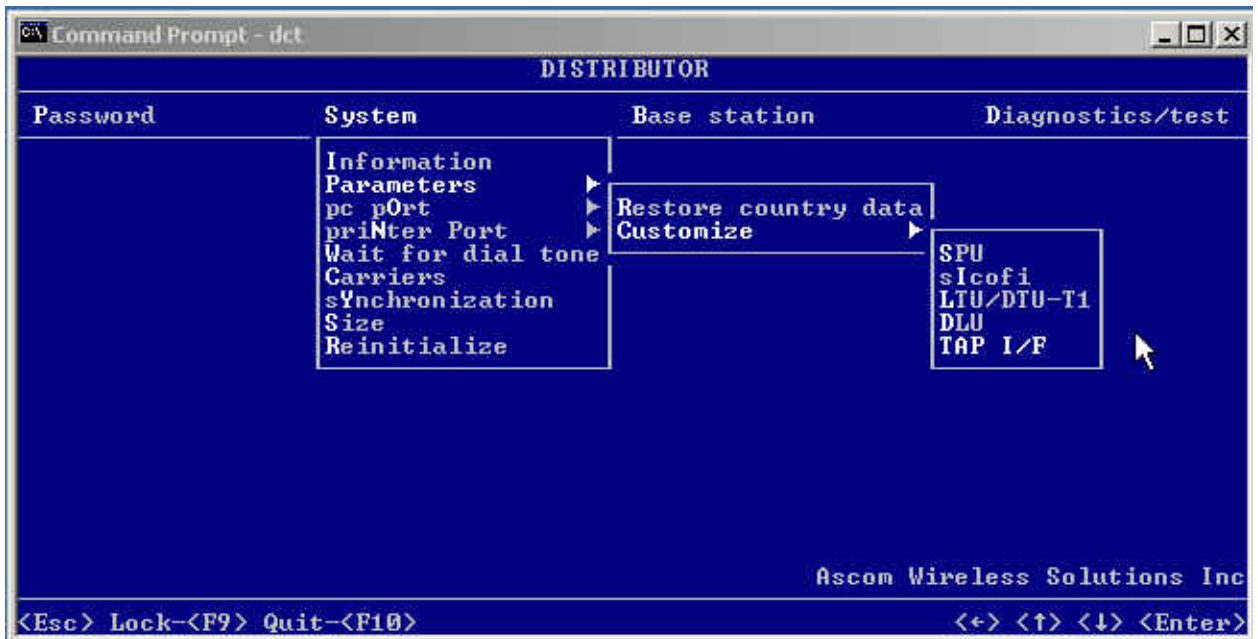 Command Prompt - dct
DISTRIBUTOR
Password System Base station Diagnostics/test
Information
Parameters
pc pOrt
priNter Port
Wait for dial tone
Carriers
sYnchronization
Size
Reinitialize
Restore country data
Customize
SPU
sIcofi
LTU/DTU-T1
DLU
TAP I/F
Ascom Wireless Solutions Inc
<Esc> Lock-<F9> Quit-<F10> <←> <↑> <↓> <Enter>